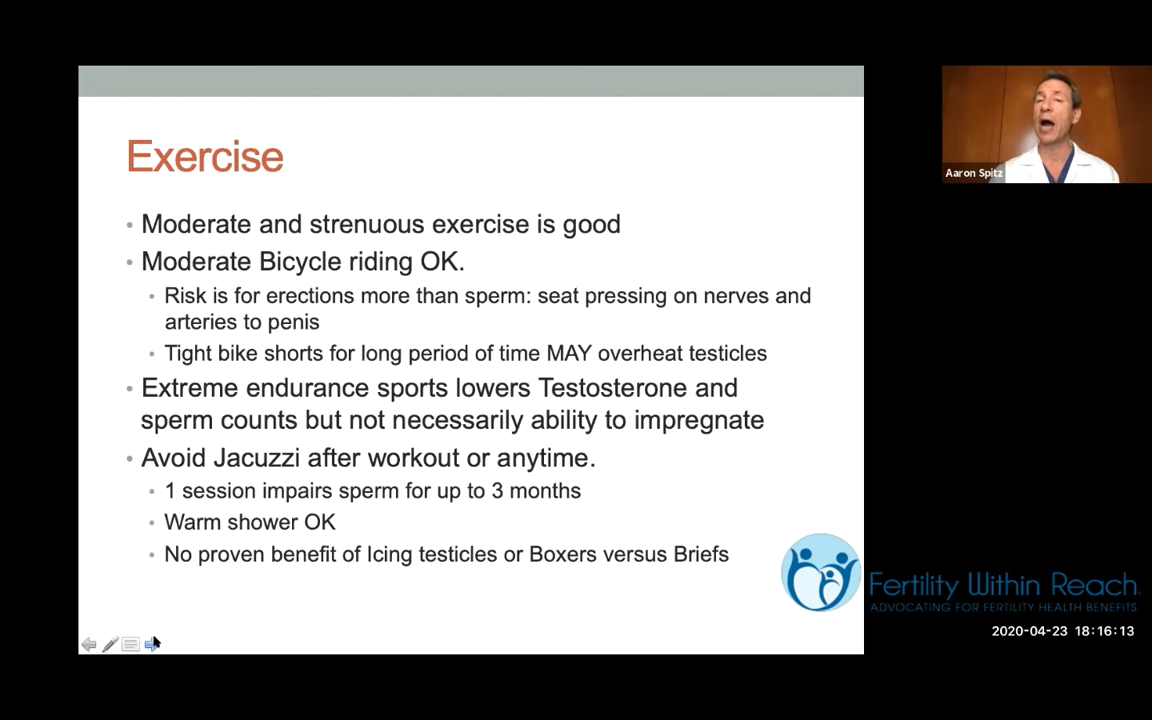 Exercise
Aaron Spitz
• Moderate and strenuous exercise is good
• Moderate Bicycle riding OK.
• Risk is for erections more than sperm: seat pressing on nerves and
arteries to penis
• Tight bike shorts for long period of time MAY overheat testicles
• Extreme endurance sports lowers Testosterone and
sperm counts but not necessarily ability to impregnate
• Avoid Jacuzzi after workout or anytime.
• 1 session impairs sperm for up to 3 months
• Warm shower OK
• No proven benefit of Icing testicles or Boxers versus Briefs
Fertility Within Reach
ADVOCATING FOR FERTILITY HEALTH BENEFITS
2020-04-23 18:16:13